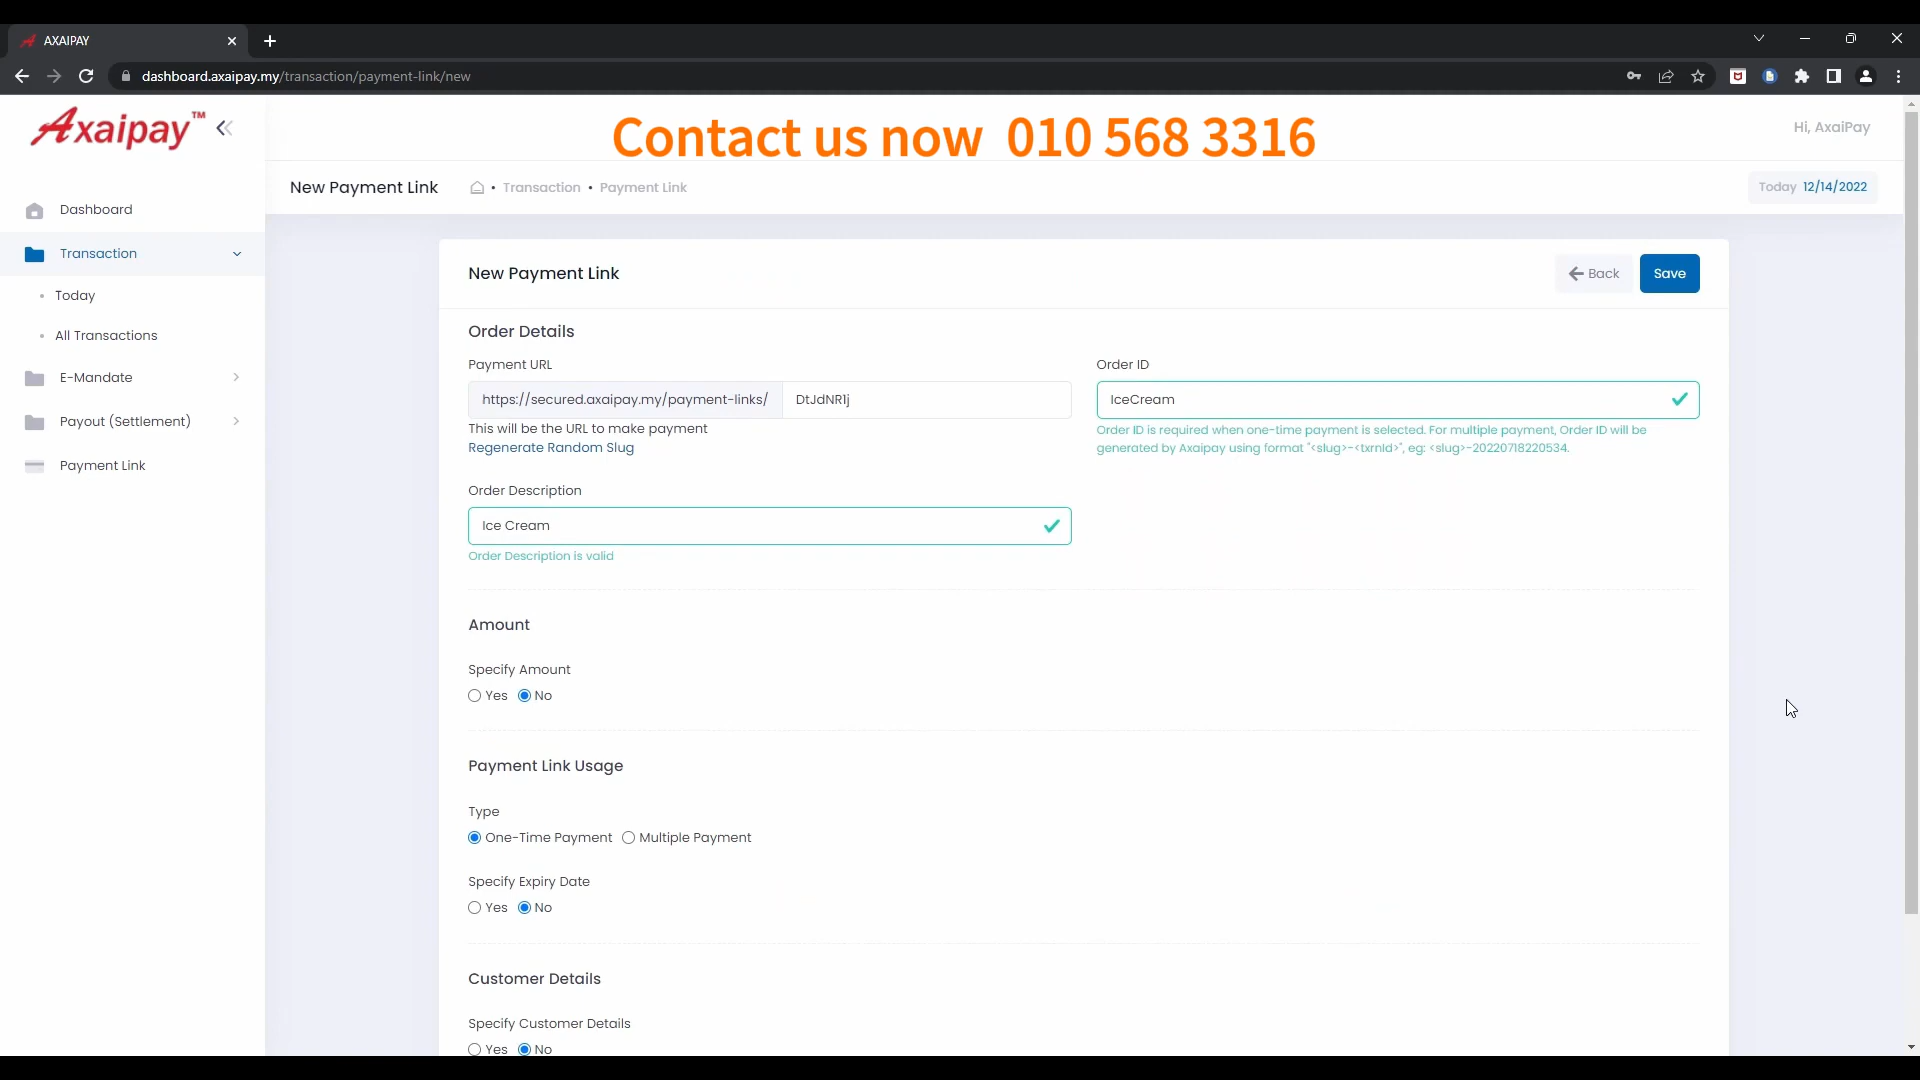 AXAIPAY
dashboard.axaipay.my/transaction/payment-link/new
Axaipay™
Contact us now 010 568 3316
Hi, AxaiPay
New Payment Link
Transaction • Payment Link
Today 12/14/2022
Dashboard
Transaction
Today
All Transactions
E-Mandate
Payout (Settlement)
Payment Link
New Payment Link
Back
Save
Order Details
Payment URL
https://secured.axaipay.my/payment-links/ DtJdNR1j
This will be the URL to make payment
Regenerate Random Slug
Order ID
IceCream
Order ID is required when one-time payment is selected. For multiple payment, Order ID will be
generated by Axaipay using format "<slug>-<txrnId>", eg: <slug>-20220718220534.
Order Description
Ice Cream
Order Description is valid
Amount
Specify Amount
Yes No
Payment Link Usage
Type
One-Time Payment Multiple Payment
Specify Expiry Date
Yes No
Customer Details
Specify Customer Details
Yes No